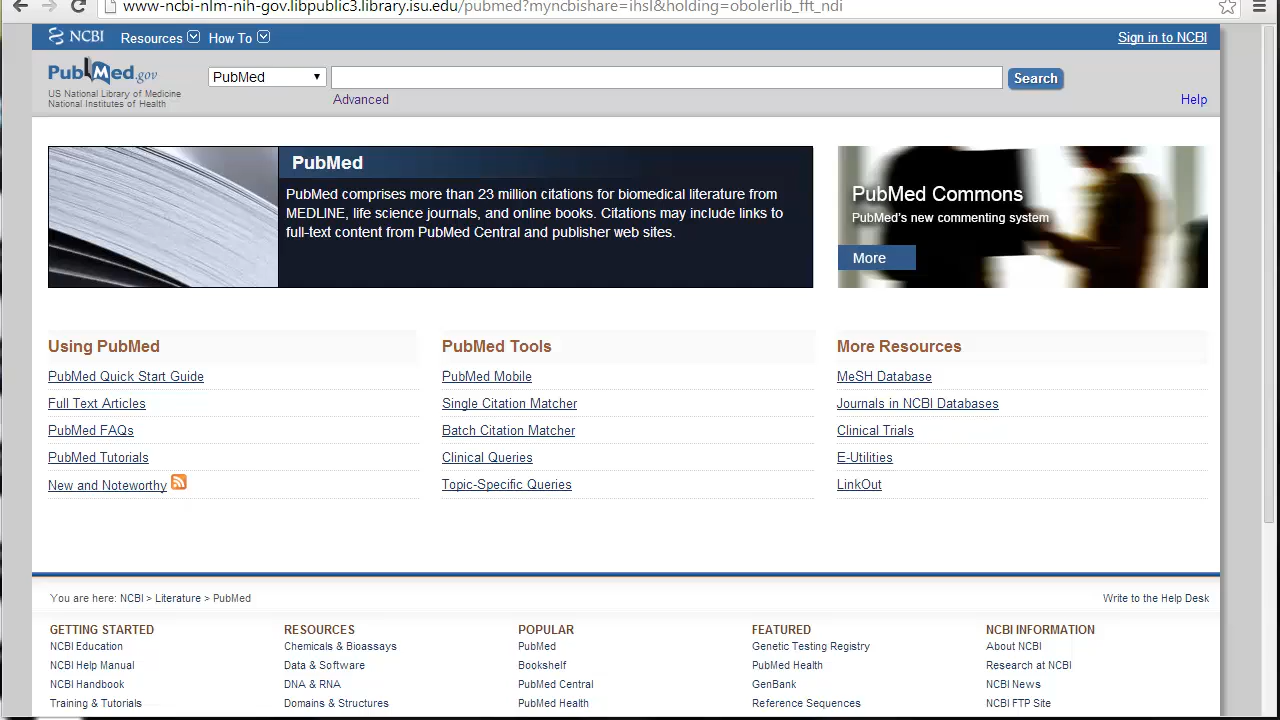 www-ncbi-nlm-nih-gov.libpublic3.library.isu.edu/pubmed?myncbishare=ihsl&holding=obolerlib_fft_ndi
NCBI Resources How To Sign in to NCBI
PubMed.gov
US National Library of Medicine
National Institutes of Health
PubMed
Search
Advanced
Help
PubMed
PubMed comprises more than 23 million citations for biomedical literature from
MEDLINE, life science journals, and online books. Citations may include links to
full-text content from PubMed Central and publisher web sites.
PubMed Commons
PubMed's new commenting system
More
Using PubMed
PubMed Quick Start Guide
Full Text Articles
PubMed FAQs
PubMed Tutorials
New and Noteworthy
PubMed Tools
PubMed Mobile
Single Citation Matcher
Batch Citation Matcher
Clinical Queries
Topic-Specific Queries
More Resources
MeSH Database
Journals in NCBI Databases
Clinical Trials
E-Utilities
LinkOut
You are here: NCBI > Literature > PubMed
Write to the Help Desk
GETTING STARTED
NCBI Education
NCBI Help Manual
NCBI Handbook
Training & Tutorials
RESOURCES
Chemicals & Bioassays
Data & Software
DNA & RNA
Domains & Structures
POPULAR
PubMed
Bookshelf
PubMed Central
PubMed Health
FEATURED
Genetic Testing Registry
PubMed Health
GenBank
Reference Sequences
NCBI INFORMATION
About NCBI
Research at NCBI
NCBI News
NCBI FTP Site